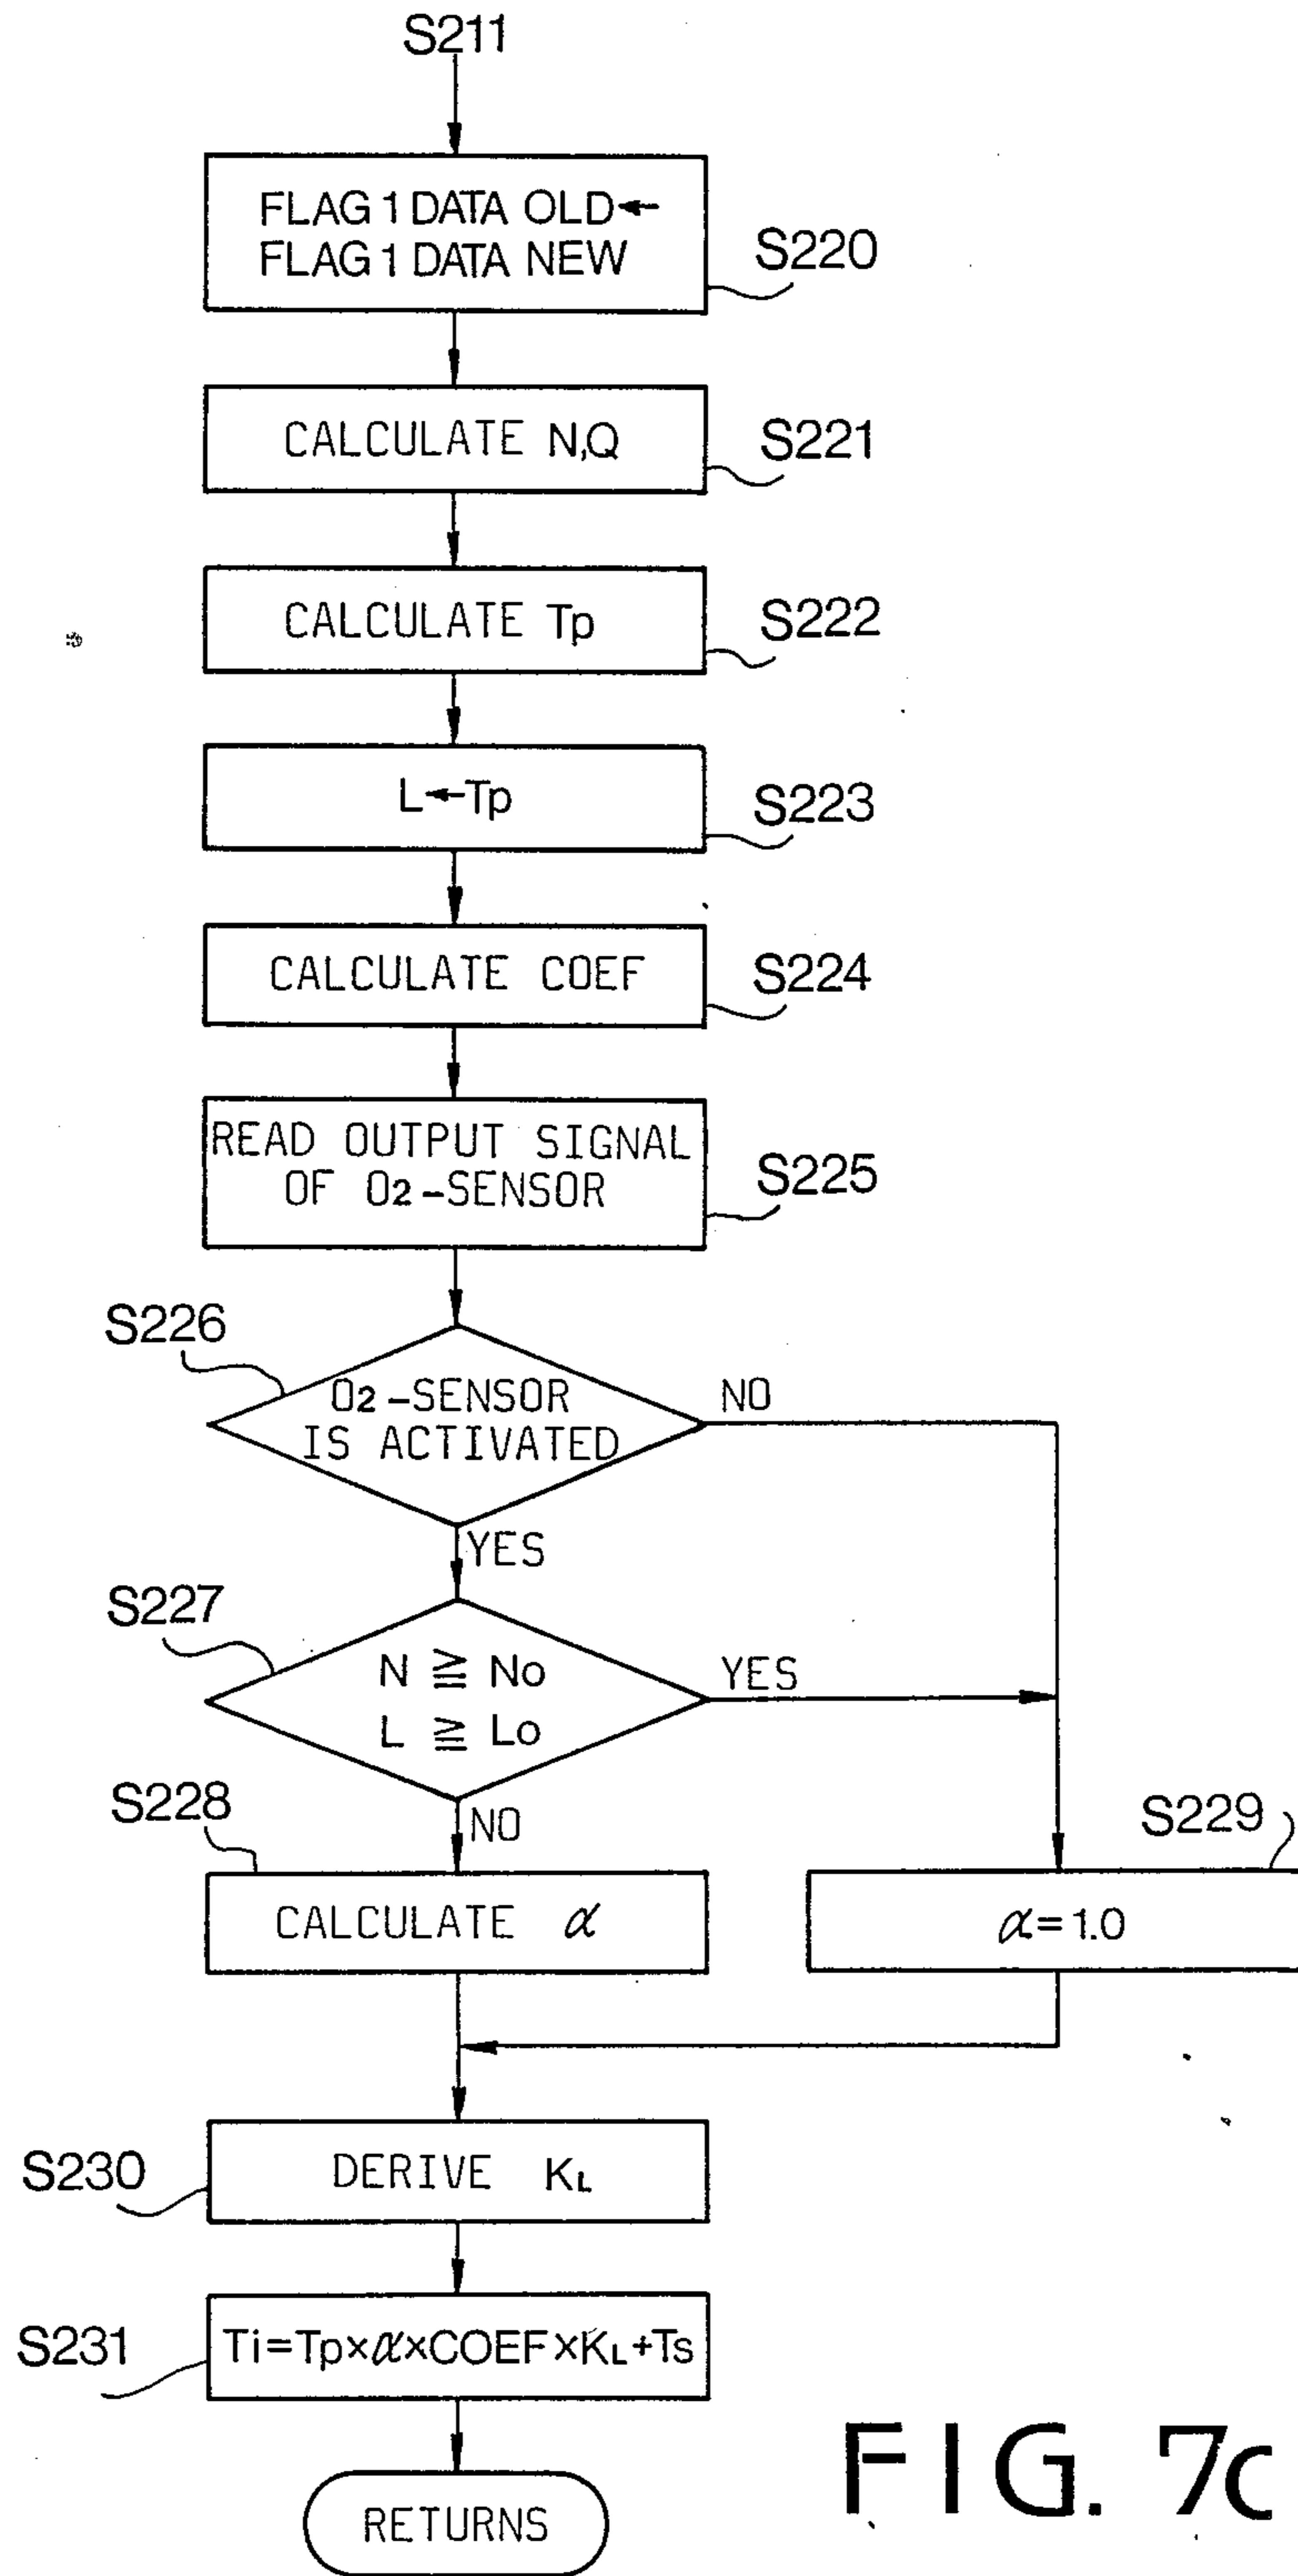 S211
FLAG 1 DATA OLD←
FLAG 1 DATA NEW
S220
CALCULATE N,Q
S221
CALCULATE Tp
S222
L←Tp
S223
CALCULATE COEF
S224
READ OUTPUT SIGNAL
OF O2-SENSOR
S225
S226
O2-SENSOR
IS ACTIVATED
NO
YES
S227
N ≧ No
L ≧ Lo
YES
NO
S228
CALCULATE α
S229
α=1.0
S230
DERIVE KL
S231
Ti=Tp×α×COEF×KL+Ts
RETURNS
FIG. 7c